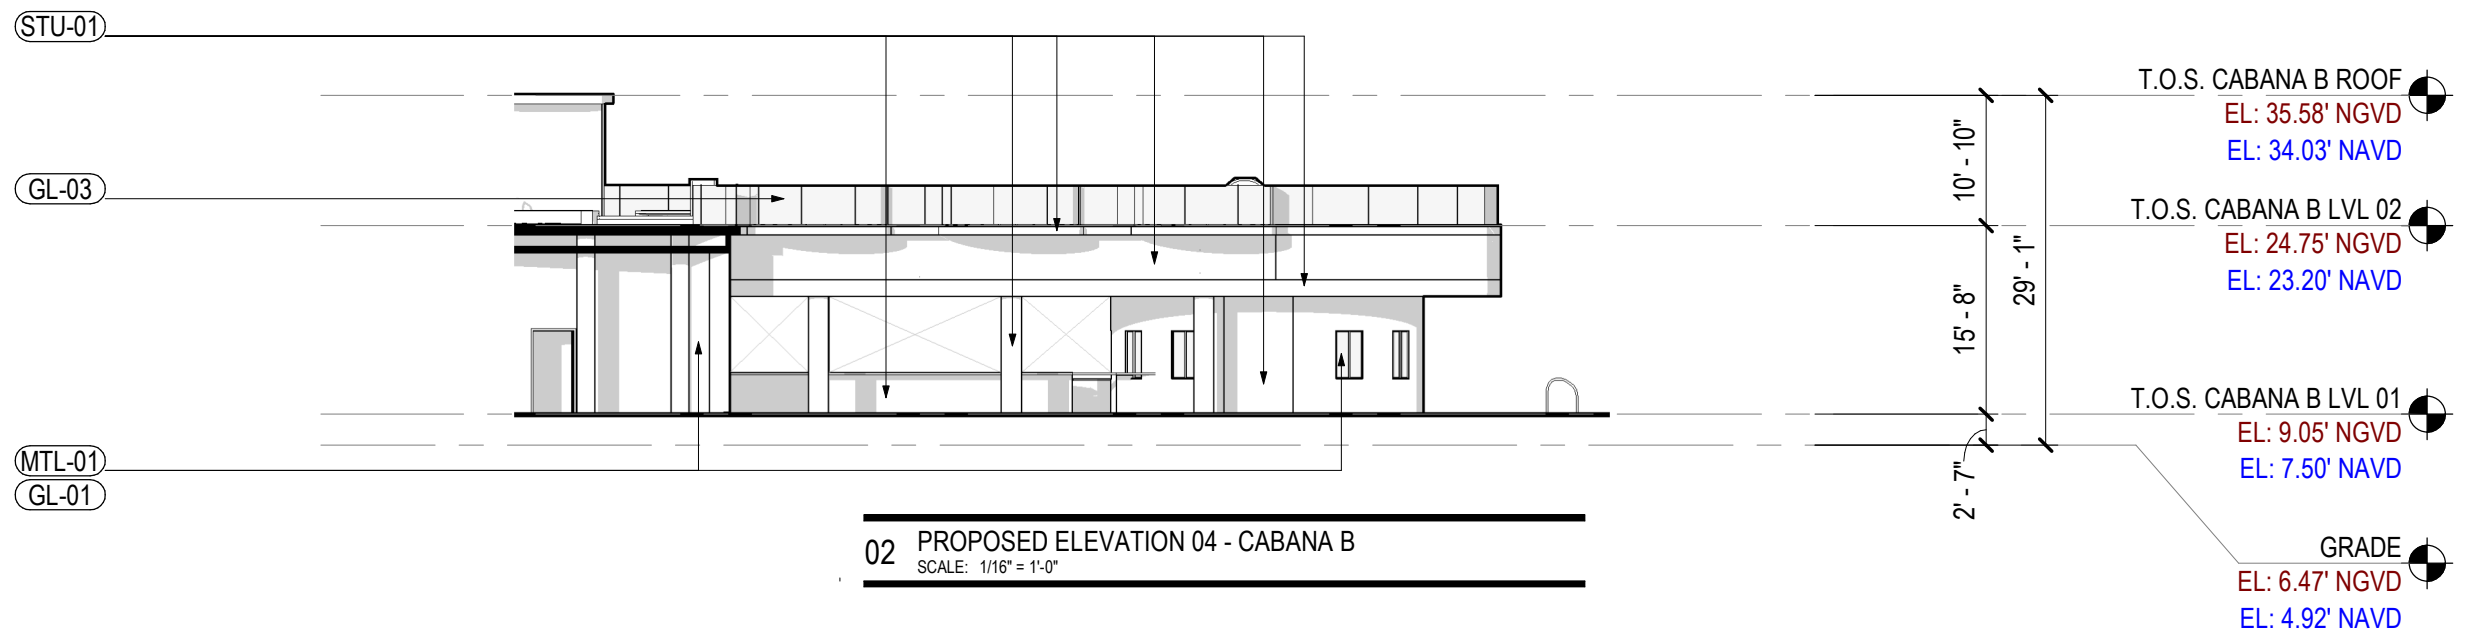 STU-01
GL-03
MTL-01
GL-01
T.O.S. CABANA B ROOF
EL: 35.58' NGVD
EL: 34.03' NAVD
10' - 10"
T.O.S. CABANA B LVL 02
EL: 24.75' NGVD
EL: 23.20' NAVD
29' - 1"
15' - 8"
T.O.S. CABANA B LVL 01
EL: 9.05' NGVD
EL: 7.50' NAVD
2' - 7"
GRADE
EL: 6.47' NGVD
EL: 4.92' NAVD
02 PROPOSED ELEVATION 04 - CABANA B
SCALE: 1/16" = 1'-0"